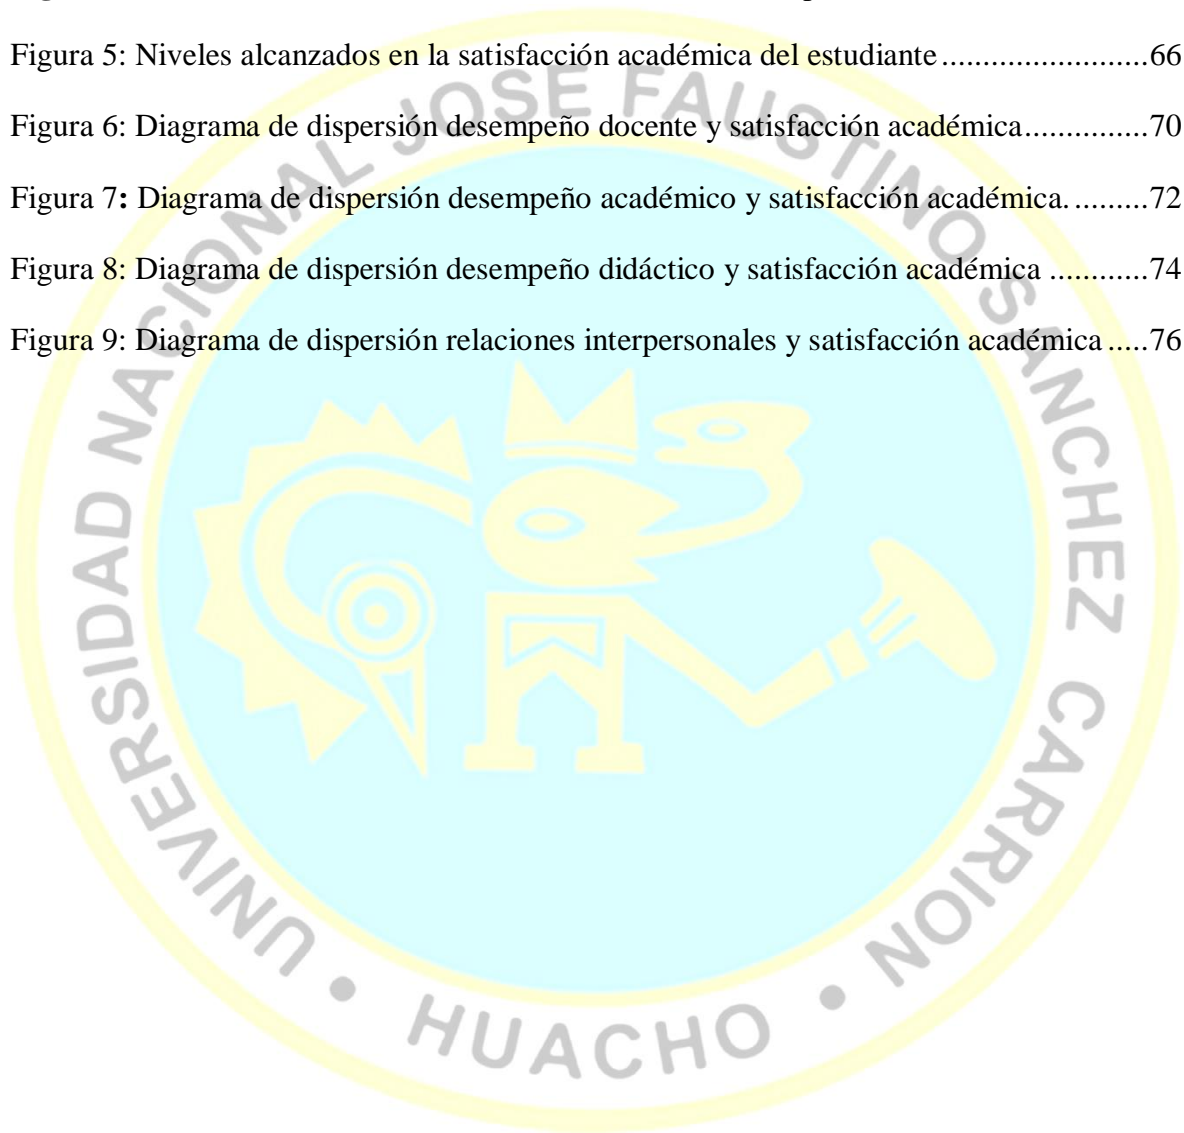 Figura 5: Niveles alcanzados en la satisfacción académica del estudiante.........................66
Figura 6: Diagrama de dispersión desempeño docente y satisfacción académica...............70
Figura 7: Diagrama de dispersión desempeño académico y satisfacción académica..........72
Figura 8: Diagrama de dispersión desempeño didáctico y satisfacción académica ............74
Figura 9: Diagrama de dispersión relaciones interpersonales y satisfacción académica .....76
UNIVERSIDAD NACIONAL JOSE FAUSTINO SANCHEZ CARRION • HUACHO •